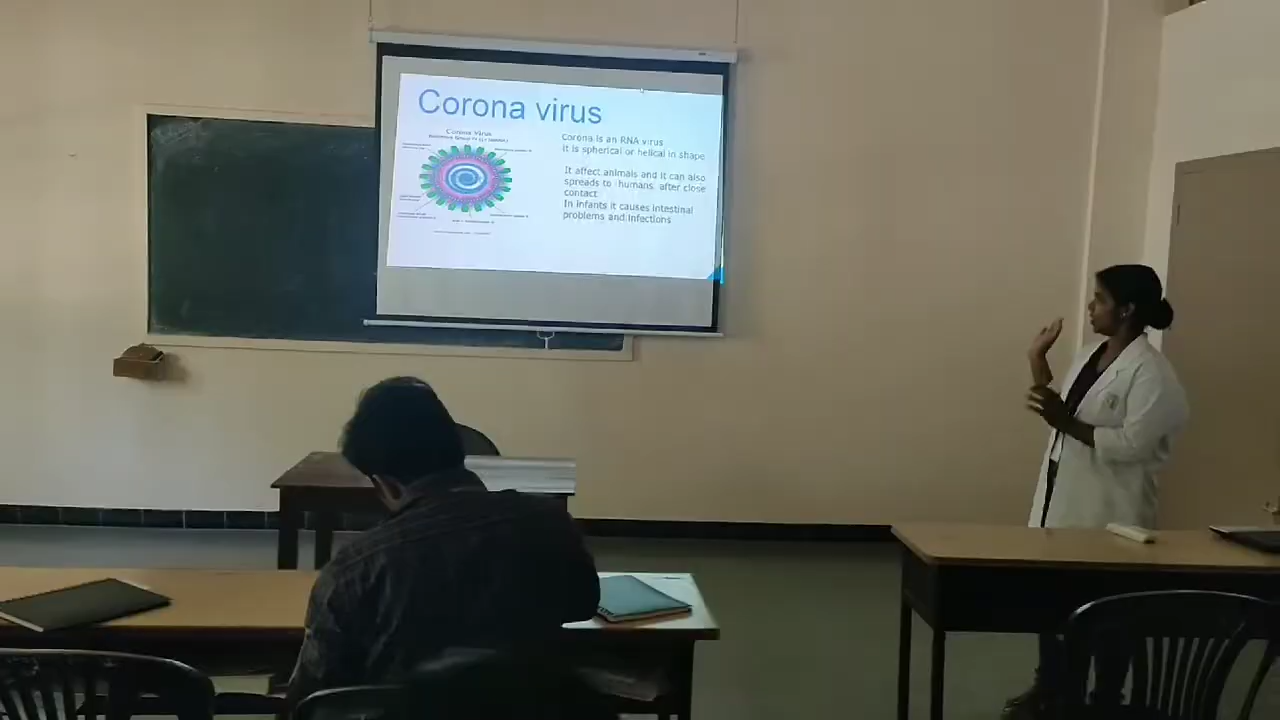 Corona virus
Corona Virus
Corona is an RNA virus
it is spherical or helical in shape
It affect animals and it can also
spreads to humans after close
contact
In infants it causes intestinal
problems and infections